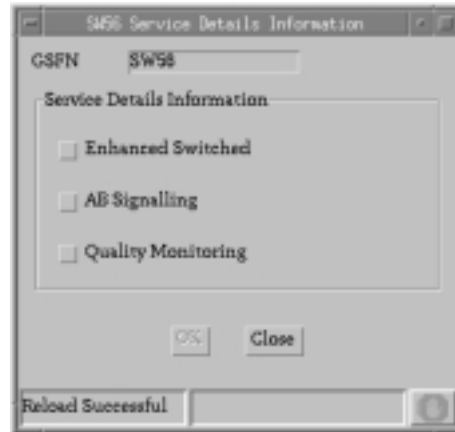 SW56 Service Details Information
GSFN SW56
Service Details Information
Enhanced Switched
AB Signalling
Quality Monitoring
OK Close
Reload Successful